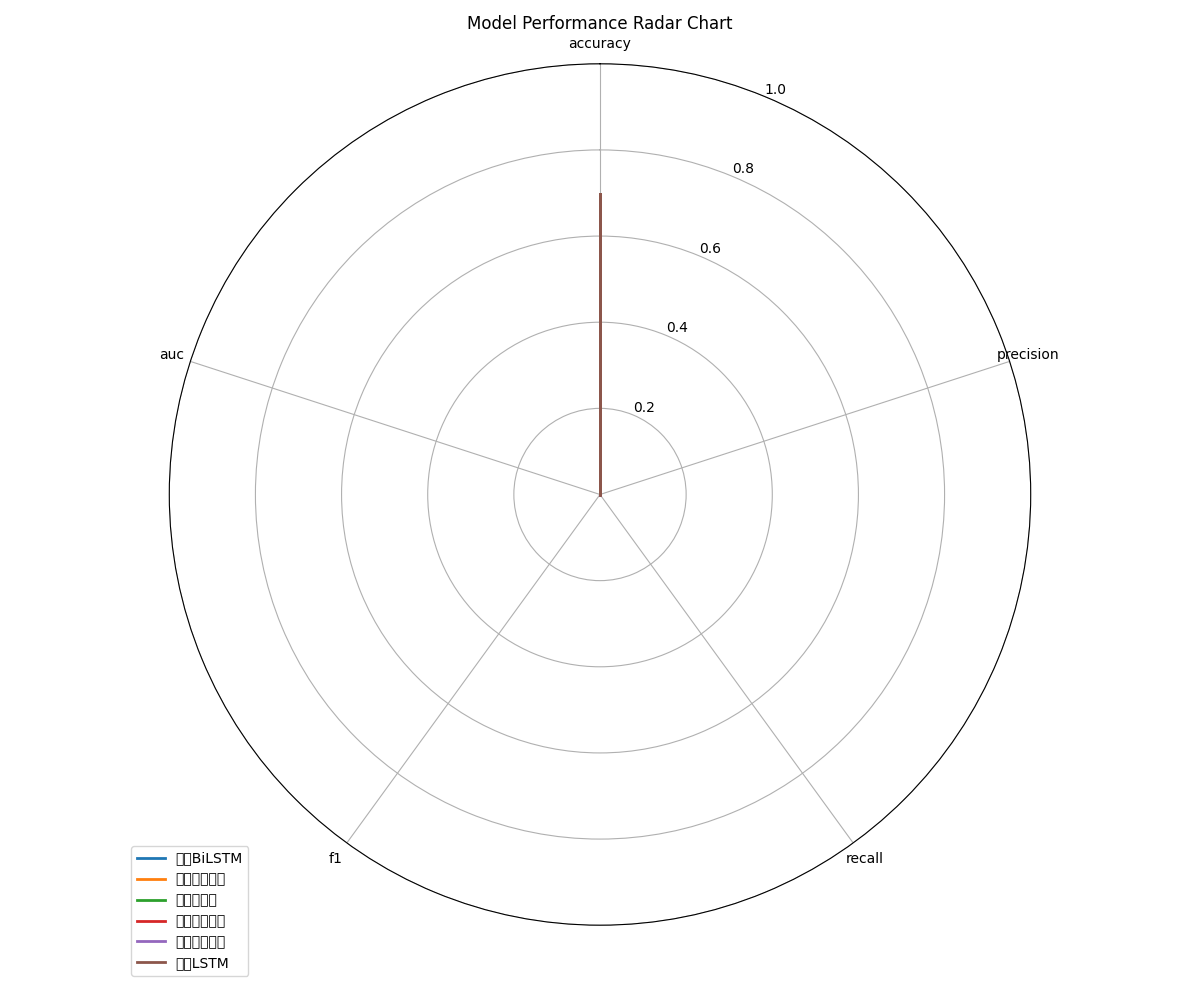 Model Performance Radar Chart
accuracy
1.0
0.8
0.6
0.4
0.2
auc
precision
f1
recall
BiLSTM
LSTM